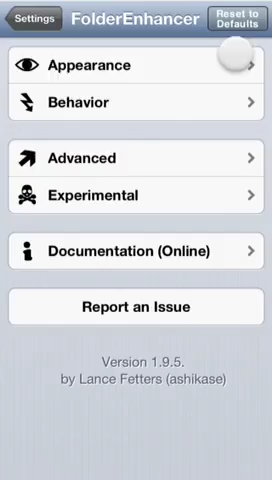 Settings
FolderEnhancer
Reset to
Defaults
Appearance
Behavior
Advanced
Experimental
Documentation (Online)
Report an Issue
Version 1.9.5.
by Lance Fetters (ashikase)